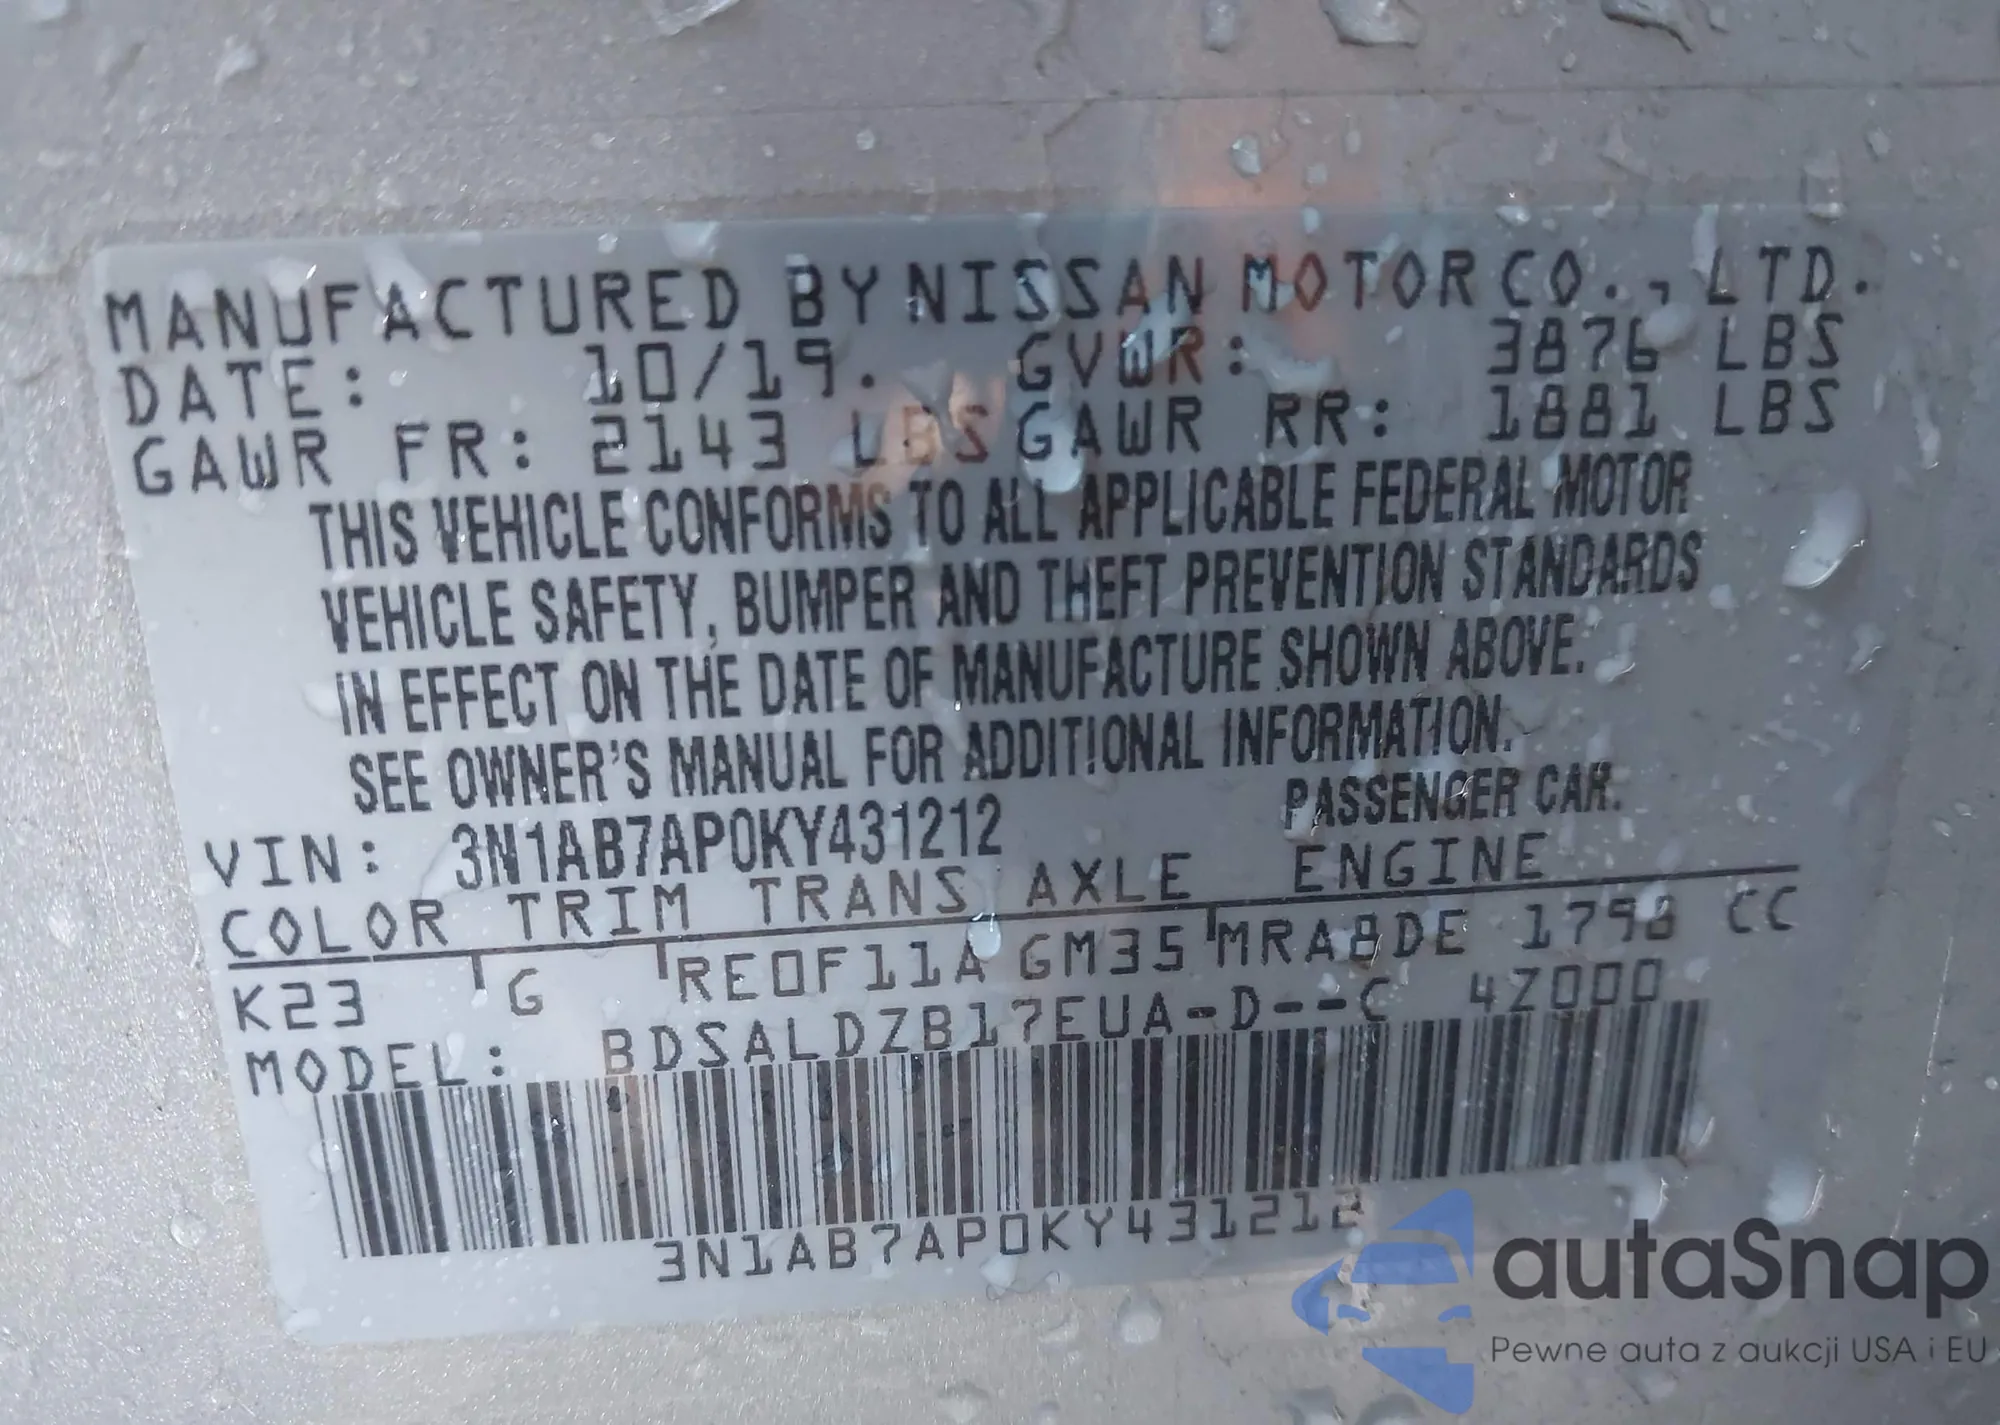 MANUFACTURED BY NISSAN MOTOR CO., LTD.
DATE: 10/19. GVWR: 3876 LBS
GAWR FR: 2143 LBS GAWR RR: 1881 LBS
THIS VEHICLE CONFORMS TO ALL APPLICABLE FEDERAL MOTOR
VEHICLE SAFETY, BUMPER AND THEFT PREVENTION STANDARDS
IN EFFECT ON THE DATE OF MANUFACTURE SHOWN ABOVE.
SEE OWNER'S MANUAL FOR ADDITIONAL INFORMATION.
VIN: 3N1AB7AP0KY431212 PASSENGER CAR.
COLOR TRIM TRANS AXLE ENGINE
K23 G RE0F11A GM35 MRA8DE 1798 CC
MODEL: BDSALDZB17EUA-D--C 4Z000
3N1AB7AP0KY431212
autaSnap
Pewne auta z aukcji USA i EU